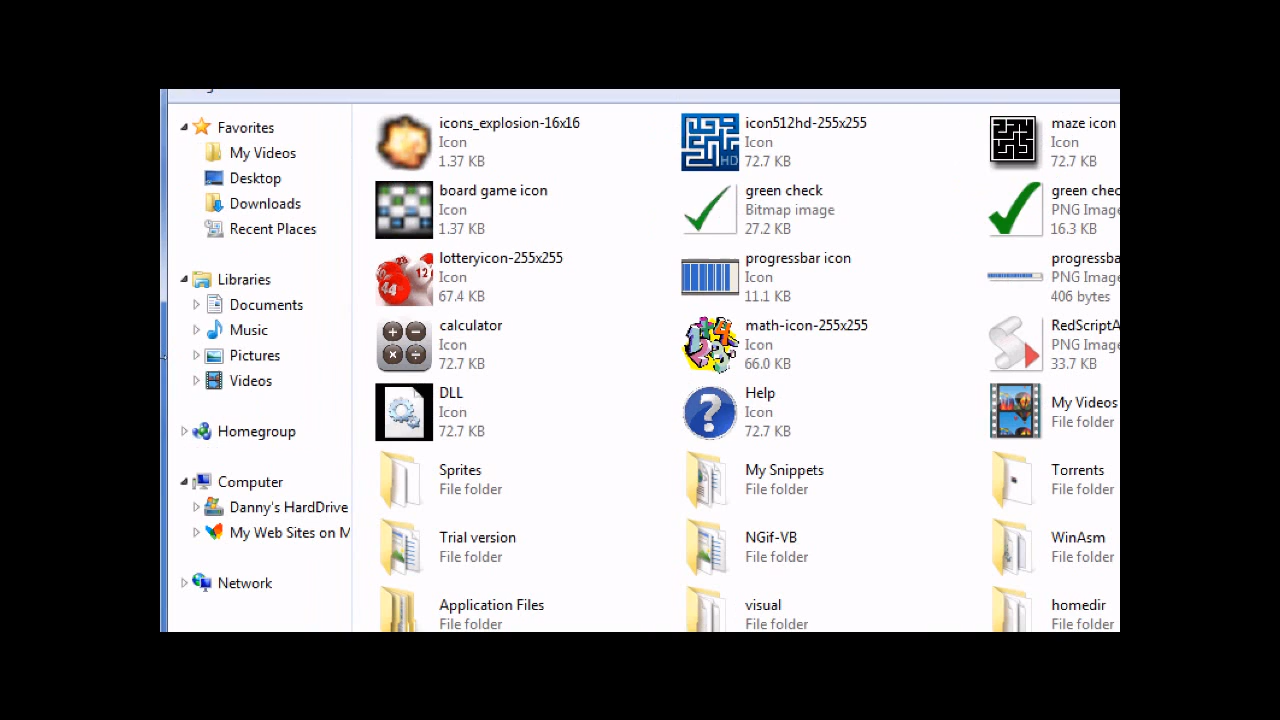 Favorites
My Videos
Desktop
Downloads
Recent Places
Libraries
Documents
Music
Pictures
Videos
Homegroup
Computer
Danny's HardDrive
My Web Sites on M
Network
icons_explosion-16x16
Icon
1.37 KB
icon512hd-255x255
Icon
72.7 KB
HD
maze icon
Icon
72.7 KB
board game icon
Icon
1.37 KB
green check
Bitmap image
27.2 KB
green chec
PNG Image
16.3 KB
lotteryicon-255x255
Icon
67.4 KB
12
44
progressbar icon
Icon
11.1 KB
progressba
PNG Image
406 bytes
calculator
Icon
72.7 KB
math-icon-255x255
Icon
66.0 KB
RedScriptA
PNG Image
33.7 KB
DLL
Icon
72.7 KB
Help
Icon
72.7 KB
My Videos
File folder
Sprites
File folder
My Snippets
File folder
Torrents
File folder
Trial version
File folder
NGif-VB
File folder
WinAsm
File folder
Application Files
File folder
visual
File folder
homedir
File folder